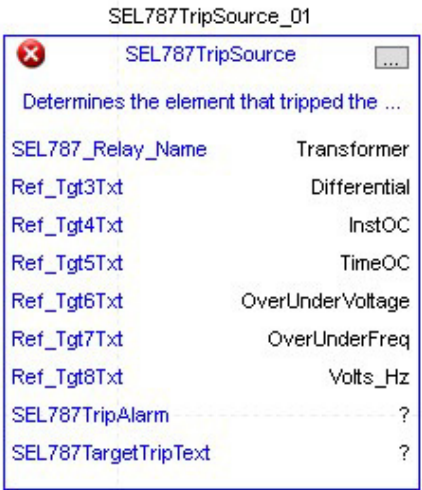 SEL787TripSource_01
SEL787TripSource ...
Determines the element that tripped the ...
SEL787_Relay_Name Transformer
Ref_Tgt3Txt Differential
Ref_Tgt4Txt InstOC
Ref_Tgt5Txt TimeOC
Ref_Tgt6Txt OverUnderVoltage
Ref_Tgt7Txt OverUnderFreq
Ref_Tgt8Txt Volts_Hz
SEL787TripAlarm ?
SEL787TargetTripText ?